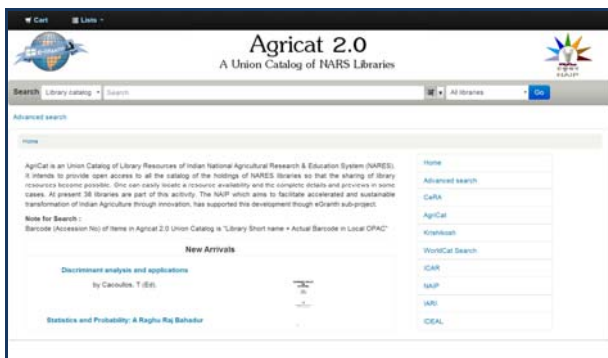 Cart Lists
Agricat 2.0
A Union Catalog of NARS Libraries
NAIP
Search Library catalog Search All libraries Go
Advanced search
Home
AgriCat is an Union Catalog of Library Resources of Indian National Agricultural Research & Education System (NARES).
It intends to provide open access to all the catalog of the holdings of NARES libraries so that the sharing of library
resources become possible. One can easily locate a resource availability and the complete details and previews in some
cases. At present 38 libraries are part of this activity. The NAIP which aims to facilitate accelerated and sustainable
transformation of Indian Agriculture through innovation, has supported this development though eGranth sub-project.
Note for Search :
Barcode (Accession No) of Items in Agricat 2.0 Union Catalog is "Library Short name + Actual Barcode in Local OPAC"
New Arrivals
Discriminant analysis and applications
by Cacoullos, T (Ed).
Statistics and Probability: A Raghu Raj Bahadur
Home
Advanced search
CeRA
AgriCat
Krishikosh
WorldCat Search
ICAR
NAIP
IARI
IDEAL